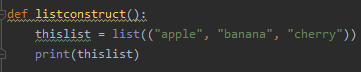 def listconstruct():
    thislist = list(("apple", "banana", "cherry"))
    print(thislist)